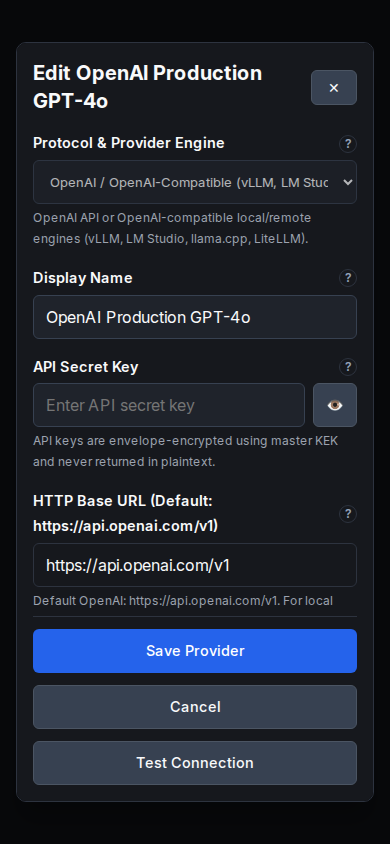 Edit OpenAI Production
GPT-4o
✕
Protocol & Provider Engine
?
OpenAI / OpenAI-Compatible (vLLM, LM Stuc
OpenAI API or OpenAI-compatible local/remote
engines (vLLM, LM Studio, llama.cpp, LiteLLM).
Display Name
?
OpenAI Production GPT-4o
API Secret Key
?
Enter API secret key
API keys are envelope-encrypted using master KEK
and never returned in plaintext.
HTTP Base URL (Default:
https://api.openai.com/v1)
?
https://api.openai.com/v1
Default OpenAI: https://api.openai.com/v1. For local
Save Provider
Cancel
Test Connection